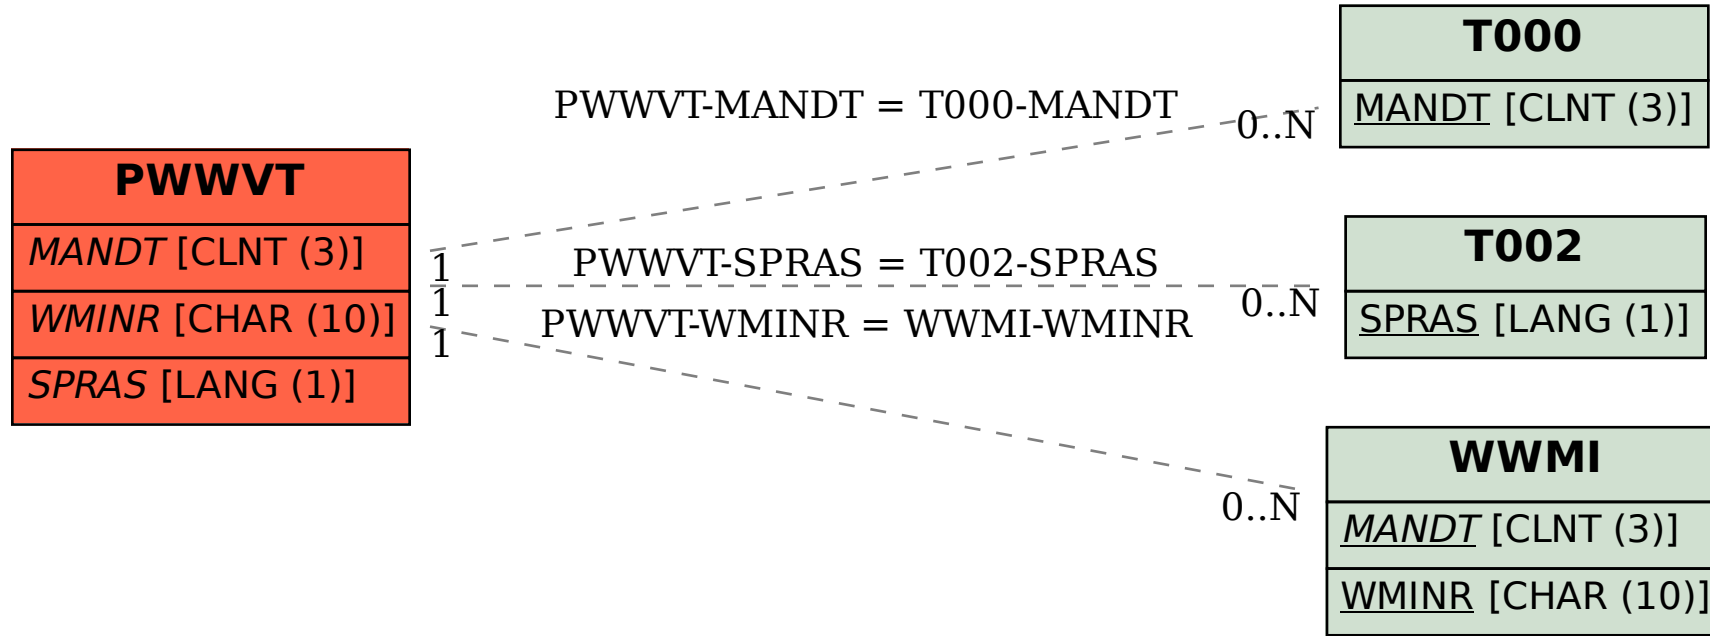 PWWVT
MANDT [CLNT (3)]
WMINR [CHAR (10)]
SPRAS [LANG (1)]
PWWVT-MANDT = T000-MANDT
1
0..N
PWWVT-SPRAS = T002-SPRAS
1
0..N
PWWVT-WMINR = WWMI-WMINR
1
0..N
T000
MANDT [CLNT (3)]
T002
SPRAS [LANG (1)]
WWMI
MANDT [CLNT (3)]
WMINR [CHAR (10)]